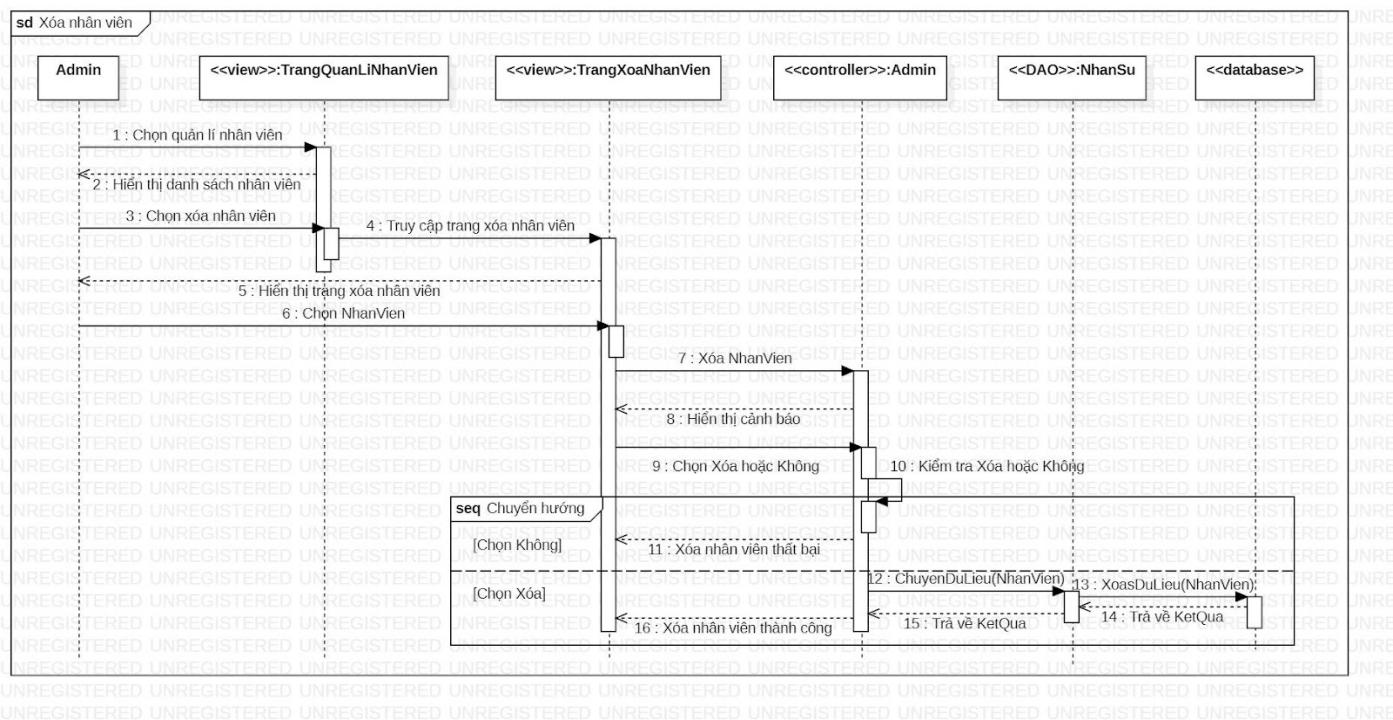 sd Xóa nhân viên
Admin
<<view>>:TrangQuanLiNhanVien
<<view>>:TrangXoaNhanVien
<<controller>>:Admin
<<DAO>>:NhanSu
<<database>>
1 : Chọn quản lí nhân viên
2 : Hiển thị danh sách nhân viên
3 : Chọn xóa nhân viên
4 : Truy cập trang xóa nhân viên
5 : Hiển thị trang xóa nhân viên
6 : Chọn NhanVien
7 : Xóa NhanVien
8 : Hiển thị cảnh báo
9 : Chọn Xóa hoặc Không
10 : Kiểm tra Xóa hoặc Không
seq Chuyển hướng
[Chọn Không]
11 : Xóa nhân viên thất bại
[Chọn Xóa]
12 : ChuyenDuLieu(NhanVien)
13 : XoasDuLieu(NhanVien)
14 : Trả về KetQua
15 : Trả về KetQua
16 : Xóa nhân viên thành công
UNREGISTERED